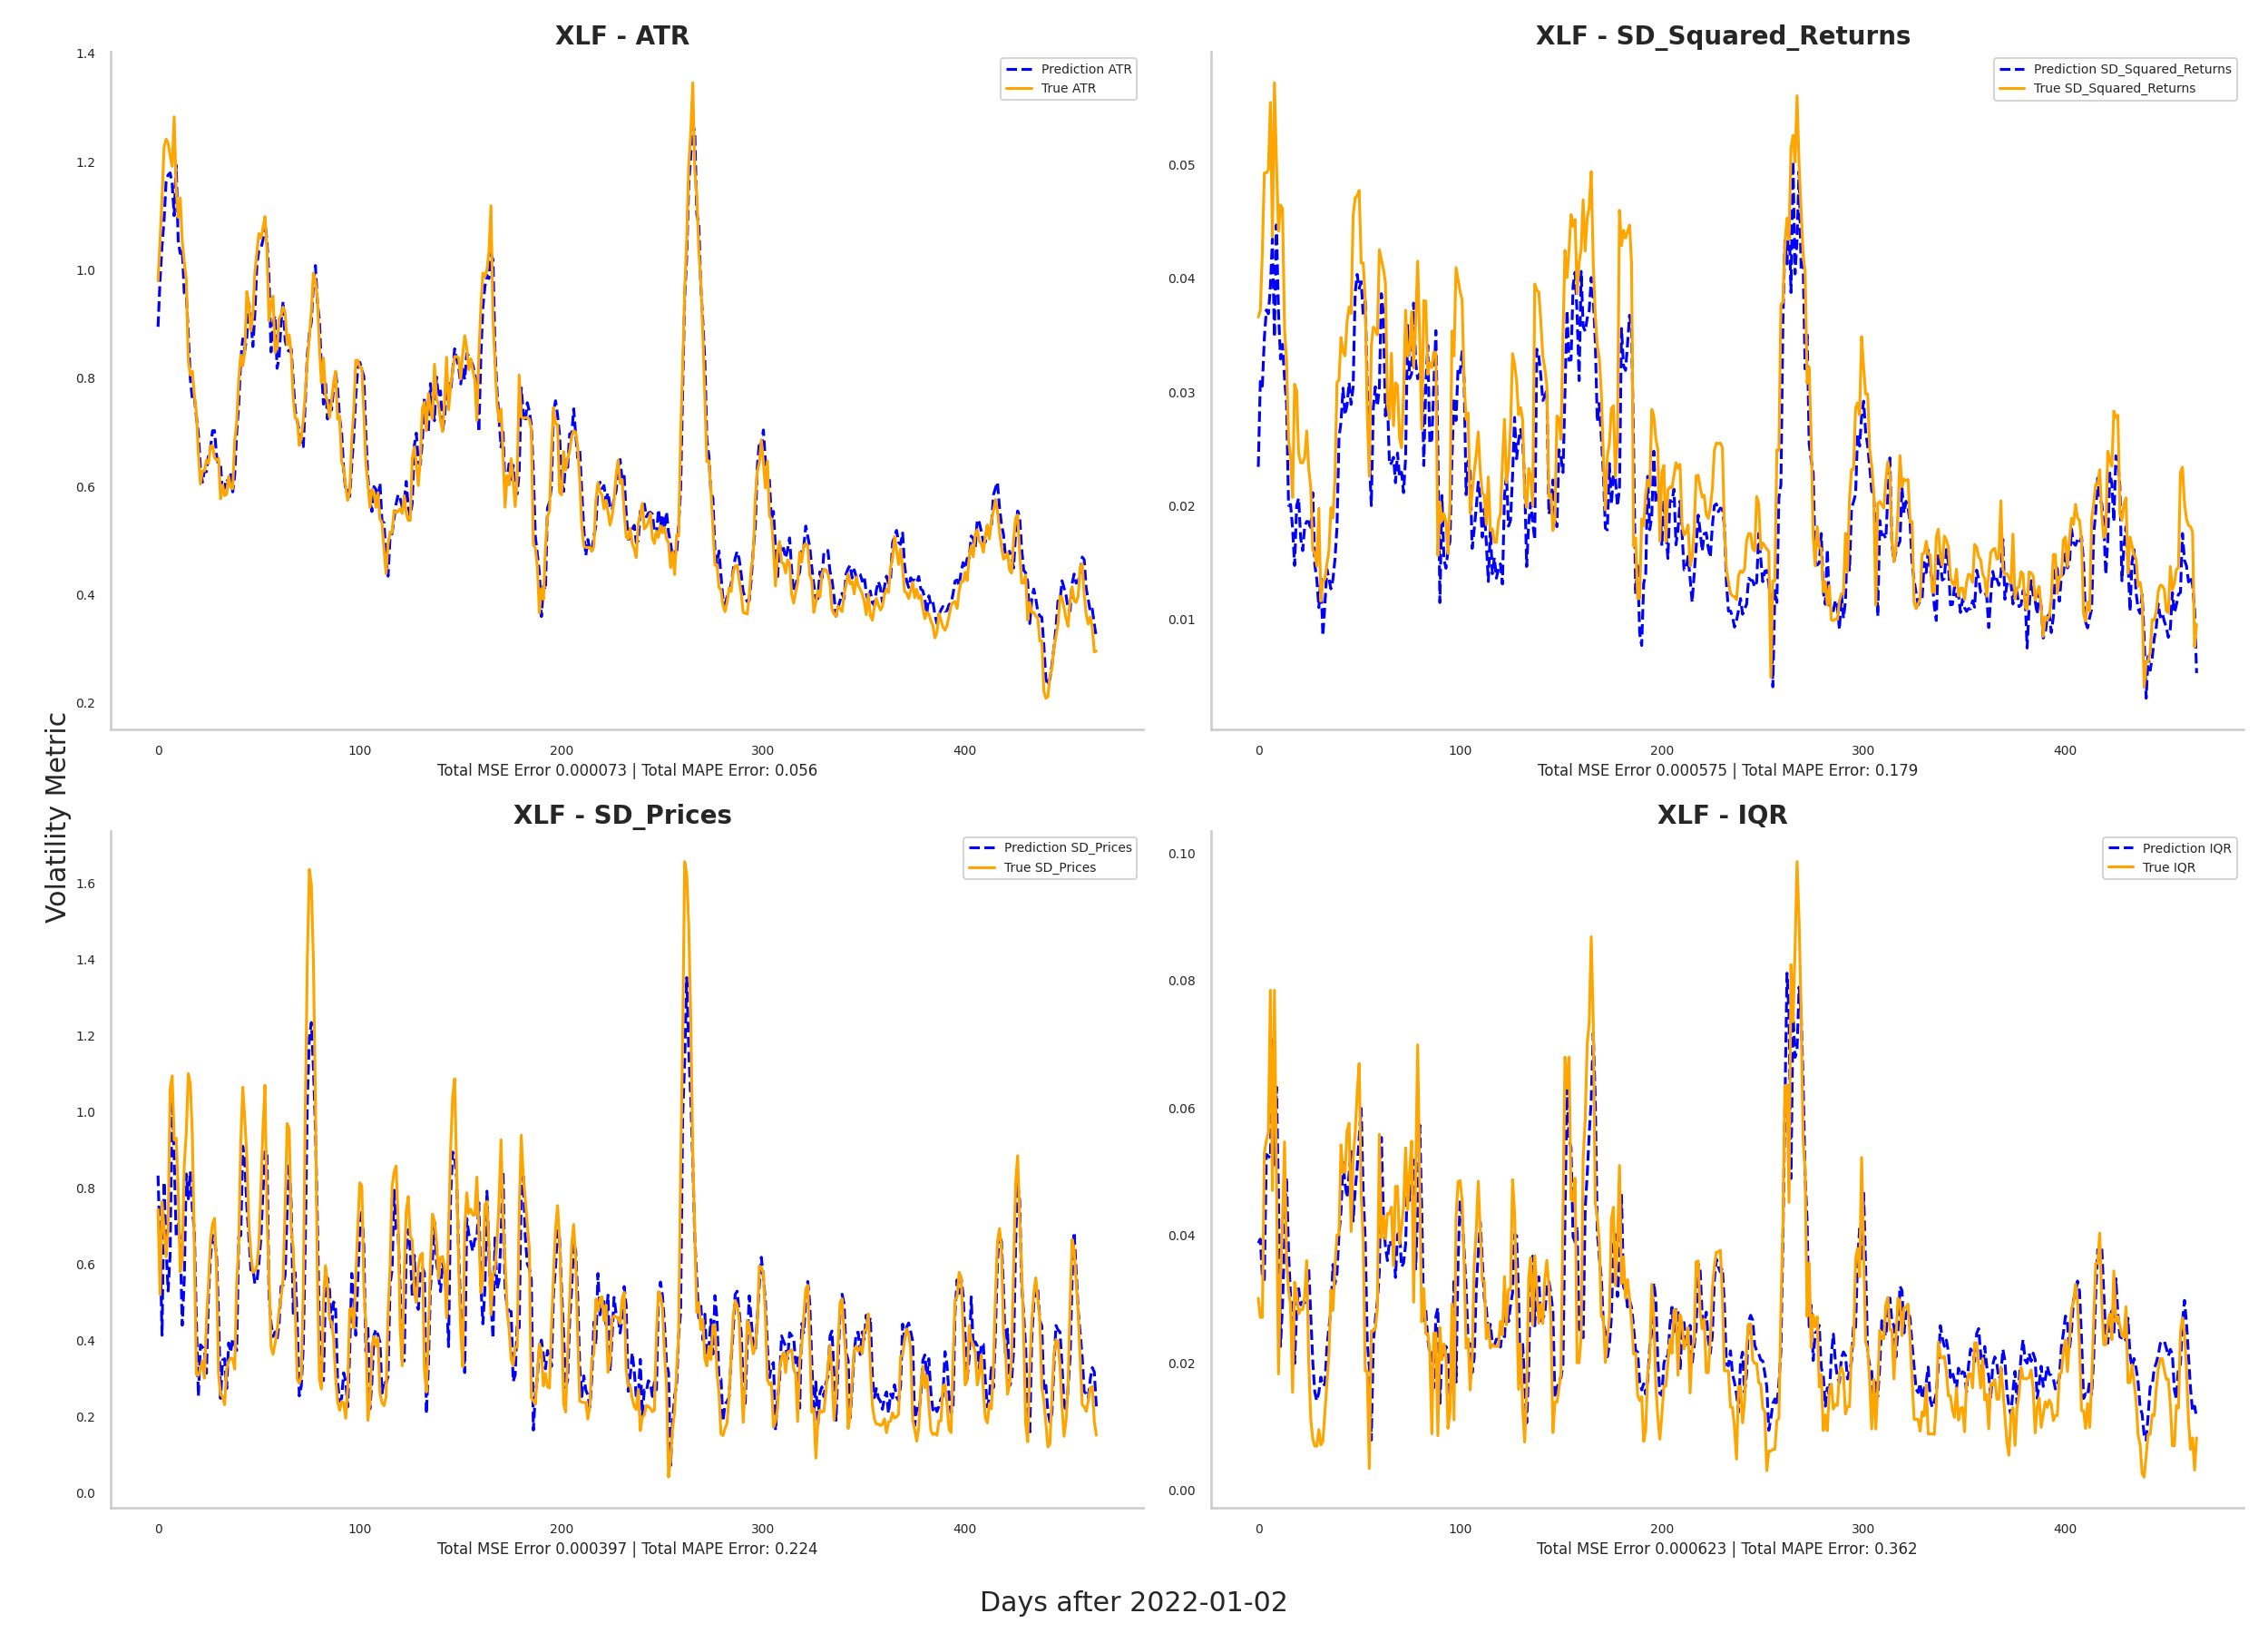 XLF - ATR
1.4
1.2
1.0
0.8
0.6
0.4
0.2
Prediction ATR
True ATR
0 100 200 300 400
Total MSE Error 0.000073 | Total MAPE Error: 0.056
XLF - SD_Squared_Returns
0.05
0.04
0.03
0.02
0.01
Prediction SD_Squared_Returns
True SD_Squared_Returns
0 100 200 300 400
Total MSE Error 0.000575 | Total MAPE Error: 0.179
Volatility Metric
XLF - SD_Prices
1.6
1.4
1.2
1.0
0.8
0.6
0.4
0.2
0.0
Prediction SD_Prices
True SD_Prices
0 100 200 300 400
Total MSE Error 0.000397 | Total MAPE Error: 0.224
XLF - IQR
0.10
0.08
0.06
0.04
0.02
0.00
Prediction IQR
True IQR
0 100 200 300 400
Total MSE Error 0.000623 | Total MAPE Error: 0.362
Days after 2022-01-02